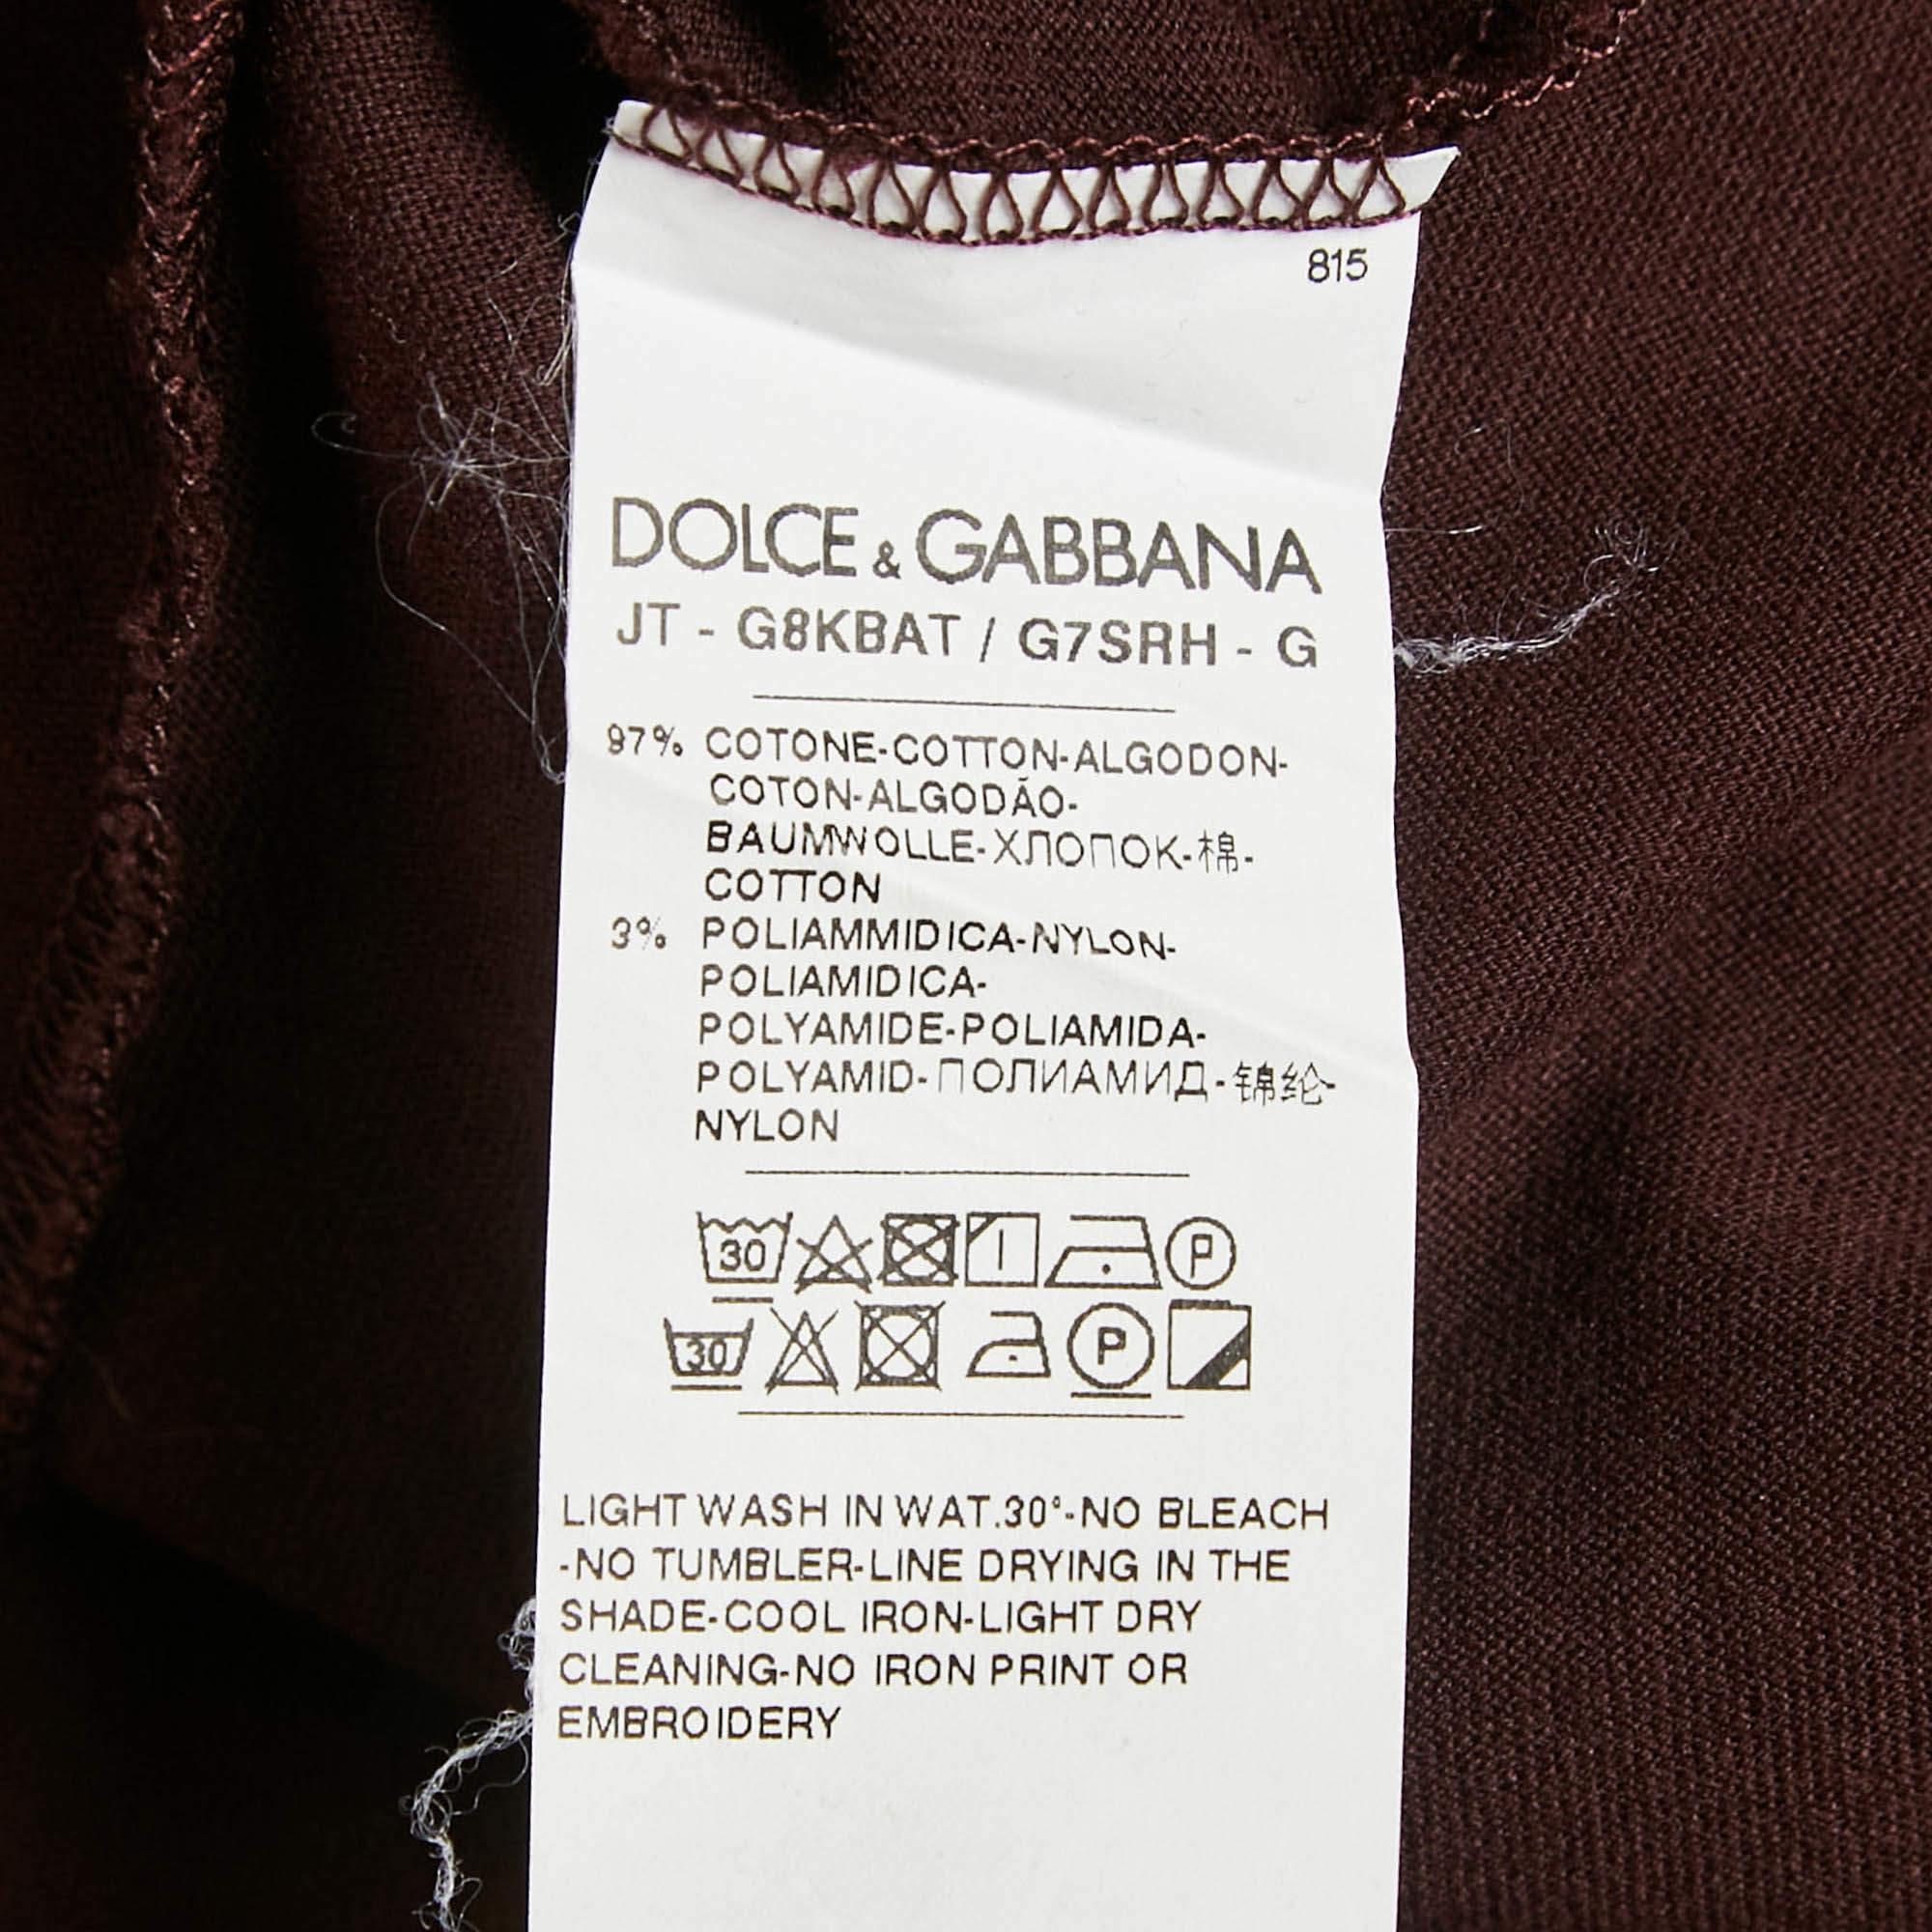 815
DOLCE & GABBANA
JT - G8KBAT / G7SRH - G
97% COTONE-COTTON-ALGODON-
COTON-ALGODÃO-
BAUMWOLLE-ХЛОПОК-棉-
COTTON
3% POLIAMMIDICA-NYLON-
POLIAMIDICA-
POLYAMIDE-POLIAMIDA-
POLYAMID-ПОЛИАМИД-锦纶-
NYLON
30 P
30 P
LIGHT WASH IN WAT.30°-NO BLEACH
-NO TUMBLER-LINE DRYING IN THE
SHADE-COOL IRON-LIGHT DRY
CLEANING-NO IRON PRINT OR
EMBROIDERY